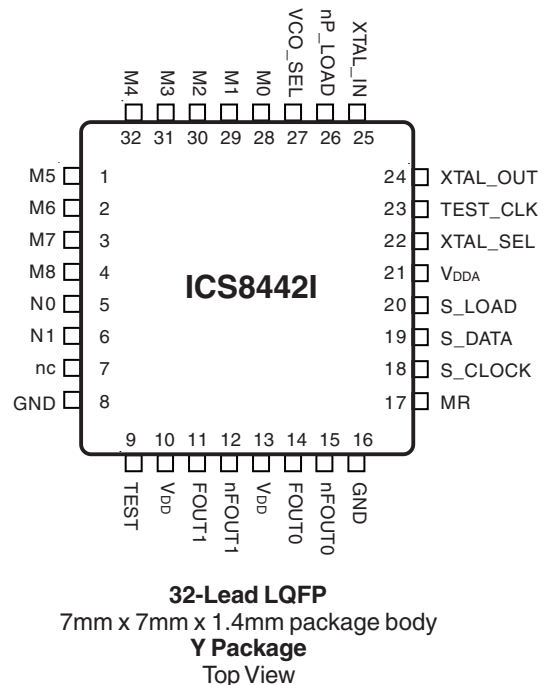 M4
M3
M2
M1
M0
VCO_SEL
nP_LOAD
XTAL_IN
32 31 30 29 28 27 26 25
M5 1
M6 2
M7 3
M8 4
N0 5
N1 6
nc 7
GND 8
ICS8442I
24 XTAL_OUT
23 TEST_CLK
22 XTAL_SEL
21 VDDA
20 S_LOAD
19 S_DATA
18 S_CLOCK
17 MR
9 10 11 12 13 14 15 16
TEST
VDD
FOUT1
nFOUT1
VDD
FOUT0
nFOUT0
GND
32-Lead LQFP
7mm x 7mm x 1.4mm package body
Y Package
Top View